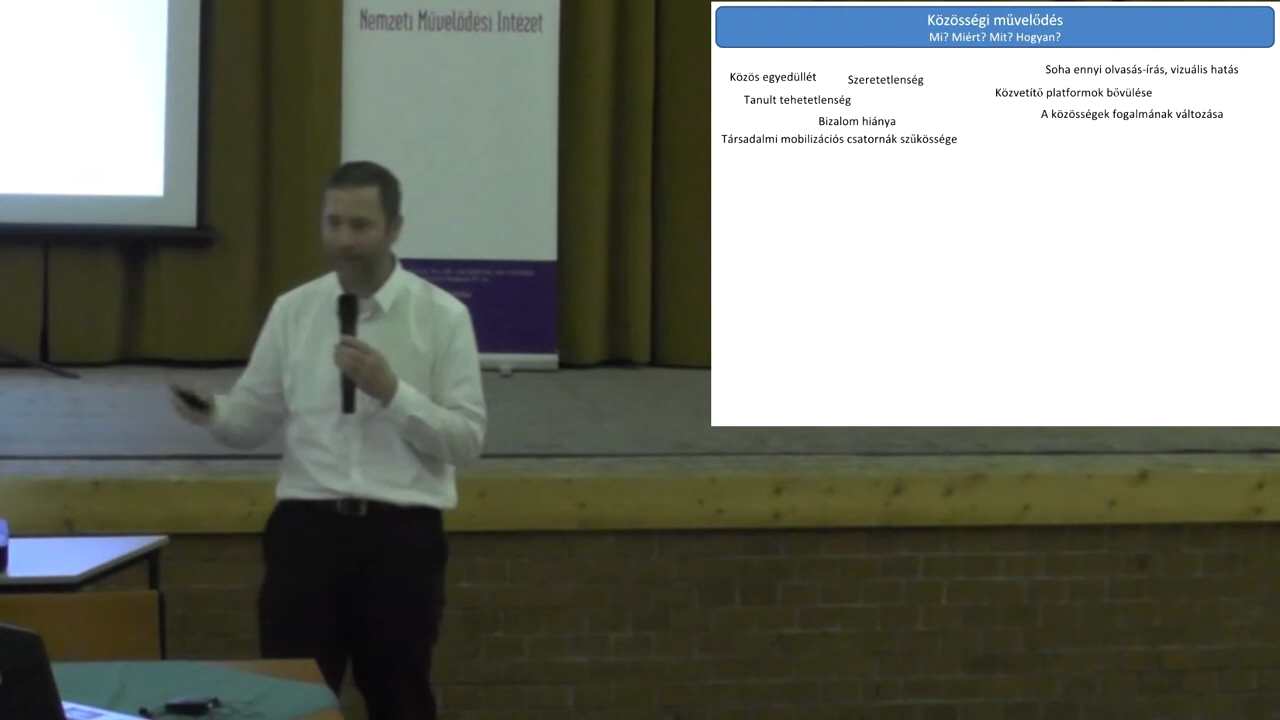 Nemzeti Művelődési Intézet
Közösségi művelődés
Mi? Miért? Mit? Hogyan?
Közös egyedüllét
Szeretetlenség
Tanult tehetetlenség
Bizalom hiánya
Társadalmi mobilizációs csatornák szűkössége
Soha ennyi olvasás-írás, vizuális hatás
Közvetítő platformok bővülése
A közösségek fogalmának változása